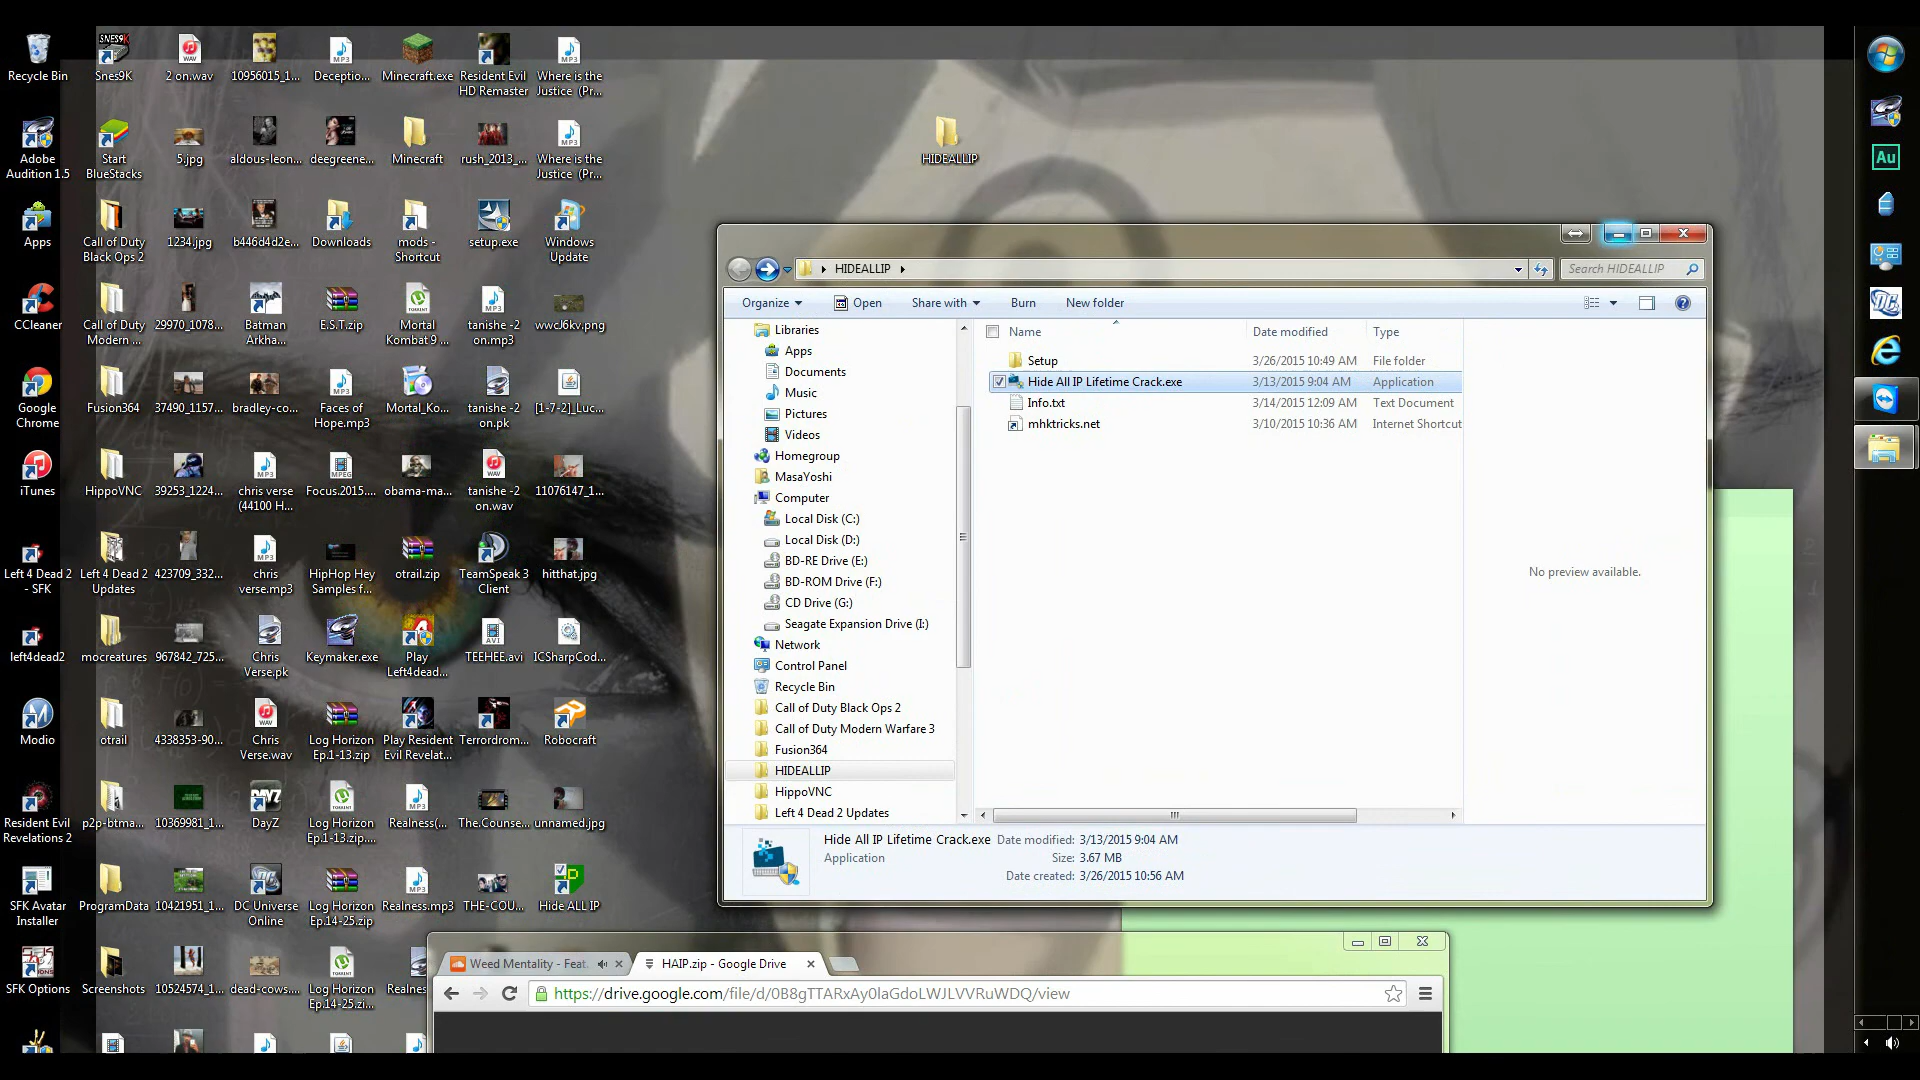 Recycle Bin
Snes9K
2 on.wav
10956015_1...
Deceptio...
Minecraft.exe
Resident Evil
HD Remaster
Where is the
Justice (Pr...
Adobe
Audition 1.5
Start
BlueStacks
5.jpg
aldous-leon...
deegreene...
Minecraft
rush_2013_...
Where is the
Justice (Pr...
HIDEALLIP
Apps
Call of Duty
Black Ops 2
1234.jpg
b446d4d2e...
Downloads
mods -
Shortcut
setup.exe
Windows
Update
CCleaner
Call of Duty
Modern ...
29970_1078...
Batman
Arkha...
E.S.T.zip
Mortal
Kombat 9 ...
tanishe -2
on.mp3
wwcJ6kv.png
Google
Chrome
Fusion364
37490_1157...
bradley-co...
Faces of
Hope.mp3
Mortal_Ko...
tanishe -2
on.pk
[1-7-2]_Luc...
iTunes
HippoVNC
39253_1224...
chris verse
(44100 H...
Focus.2015....
obama-ma...
tanishe -2
on.wav
11076147_1...
Left 4 Dead 2
- SFK
Left 4 Dead 2
Updates
423709_332...
chris
verse.mp3
HipHop Hey
Samples f...
otrail.zip
TeamSpeak 3
Client
hitthat.jpg
left4dead2
mocreatures
967842_725...
Chris
Verse.pk
Keymaker.exe
Play
Left4dead...
TEEHEE.avi
ICSharpCod...
Modio
otrail
4338353-90...
Chris
Verse.wav
Log Horizon
Ep.1-13.zip
Play Resident
Evil Revelat...
Terrordrom...
Robocraft
Resident Evil
Revelations 2
p2p-btma...
10369981_1...
DayZ
Log Horizon
Ep.1-13.zip....
Realness(...
The.Counse...
unnamed.jpg
SFK Avatar
Installer
ProgramData
10421951_1...
DC Universe
Online
Log Horizon
Ep.14-25.zip
Realness.mp3
THE-COU...
Hide ALL IP
SFK Options
Screenshots
10524574_1...
dead-cows....
Log Horizon
Ep.14-25.zi...
Realne
HIDEALLIP
Search HIDEALLIP
Organize
Open
Share with
Burn
New folder
Libraries
Apps
Documents
Music
Pictures
Videos
Homegroup
MasaYoshi
Computer
Local Disk (C:)
Local Disk (D:)
BD-RE Drive (E:)
BD-ROM Drive (F:)
CD Drive (G:)
Seagate Expansion Drive (I:)
Network
Control Panel
Recycle Bin
Call of Duty Black Ops 2
Call of Duty Modern Warfare 3
Fusion364
HIDEALLIP
HippoVNC
Left 4 Dead 2 Updates
Name Date modified Type
Setup 3/26/2015 10:49 AM File folder
Hide All IP Lifetime Crack.exe 3/13/2015 9:04 AM Application
Info.txt 3/14/2015 12:09 AM Text Document
mhktricks.net 3/10/2015 10:36 AM Internet Shortcut
No preview available.
Hide All IP Lifetime Crack.exe Date modified: 3/13/2015 9:04 AM
Application Size: 3.67 MB
Date created: 3/26/2015 10:56 AM
Weed Mentality - Feat.
HAIP.zip - Google Drive
https://drive.google.com/file/d/0B8gTTARxAy0laGdoLWJLVVRuWDQ/view
Au